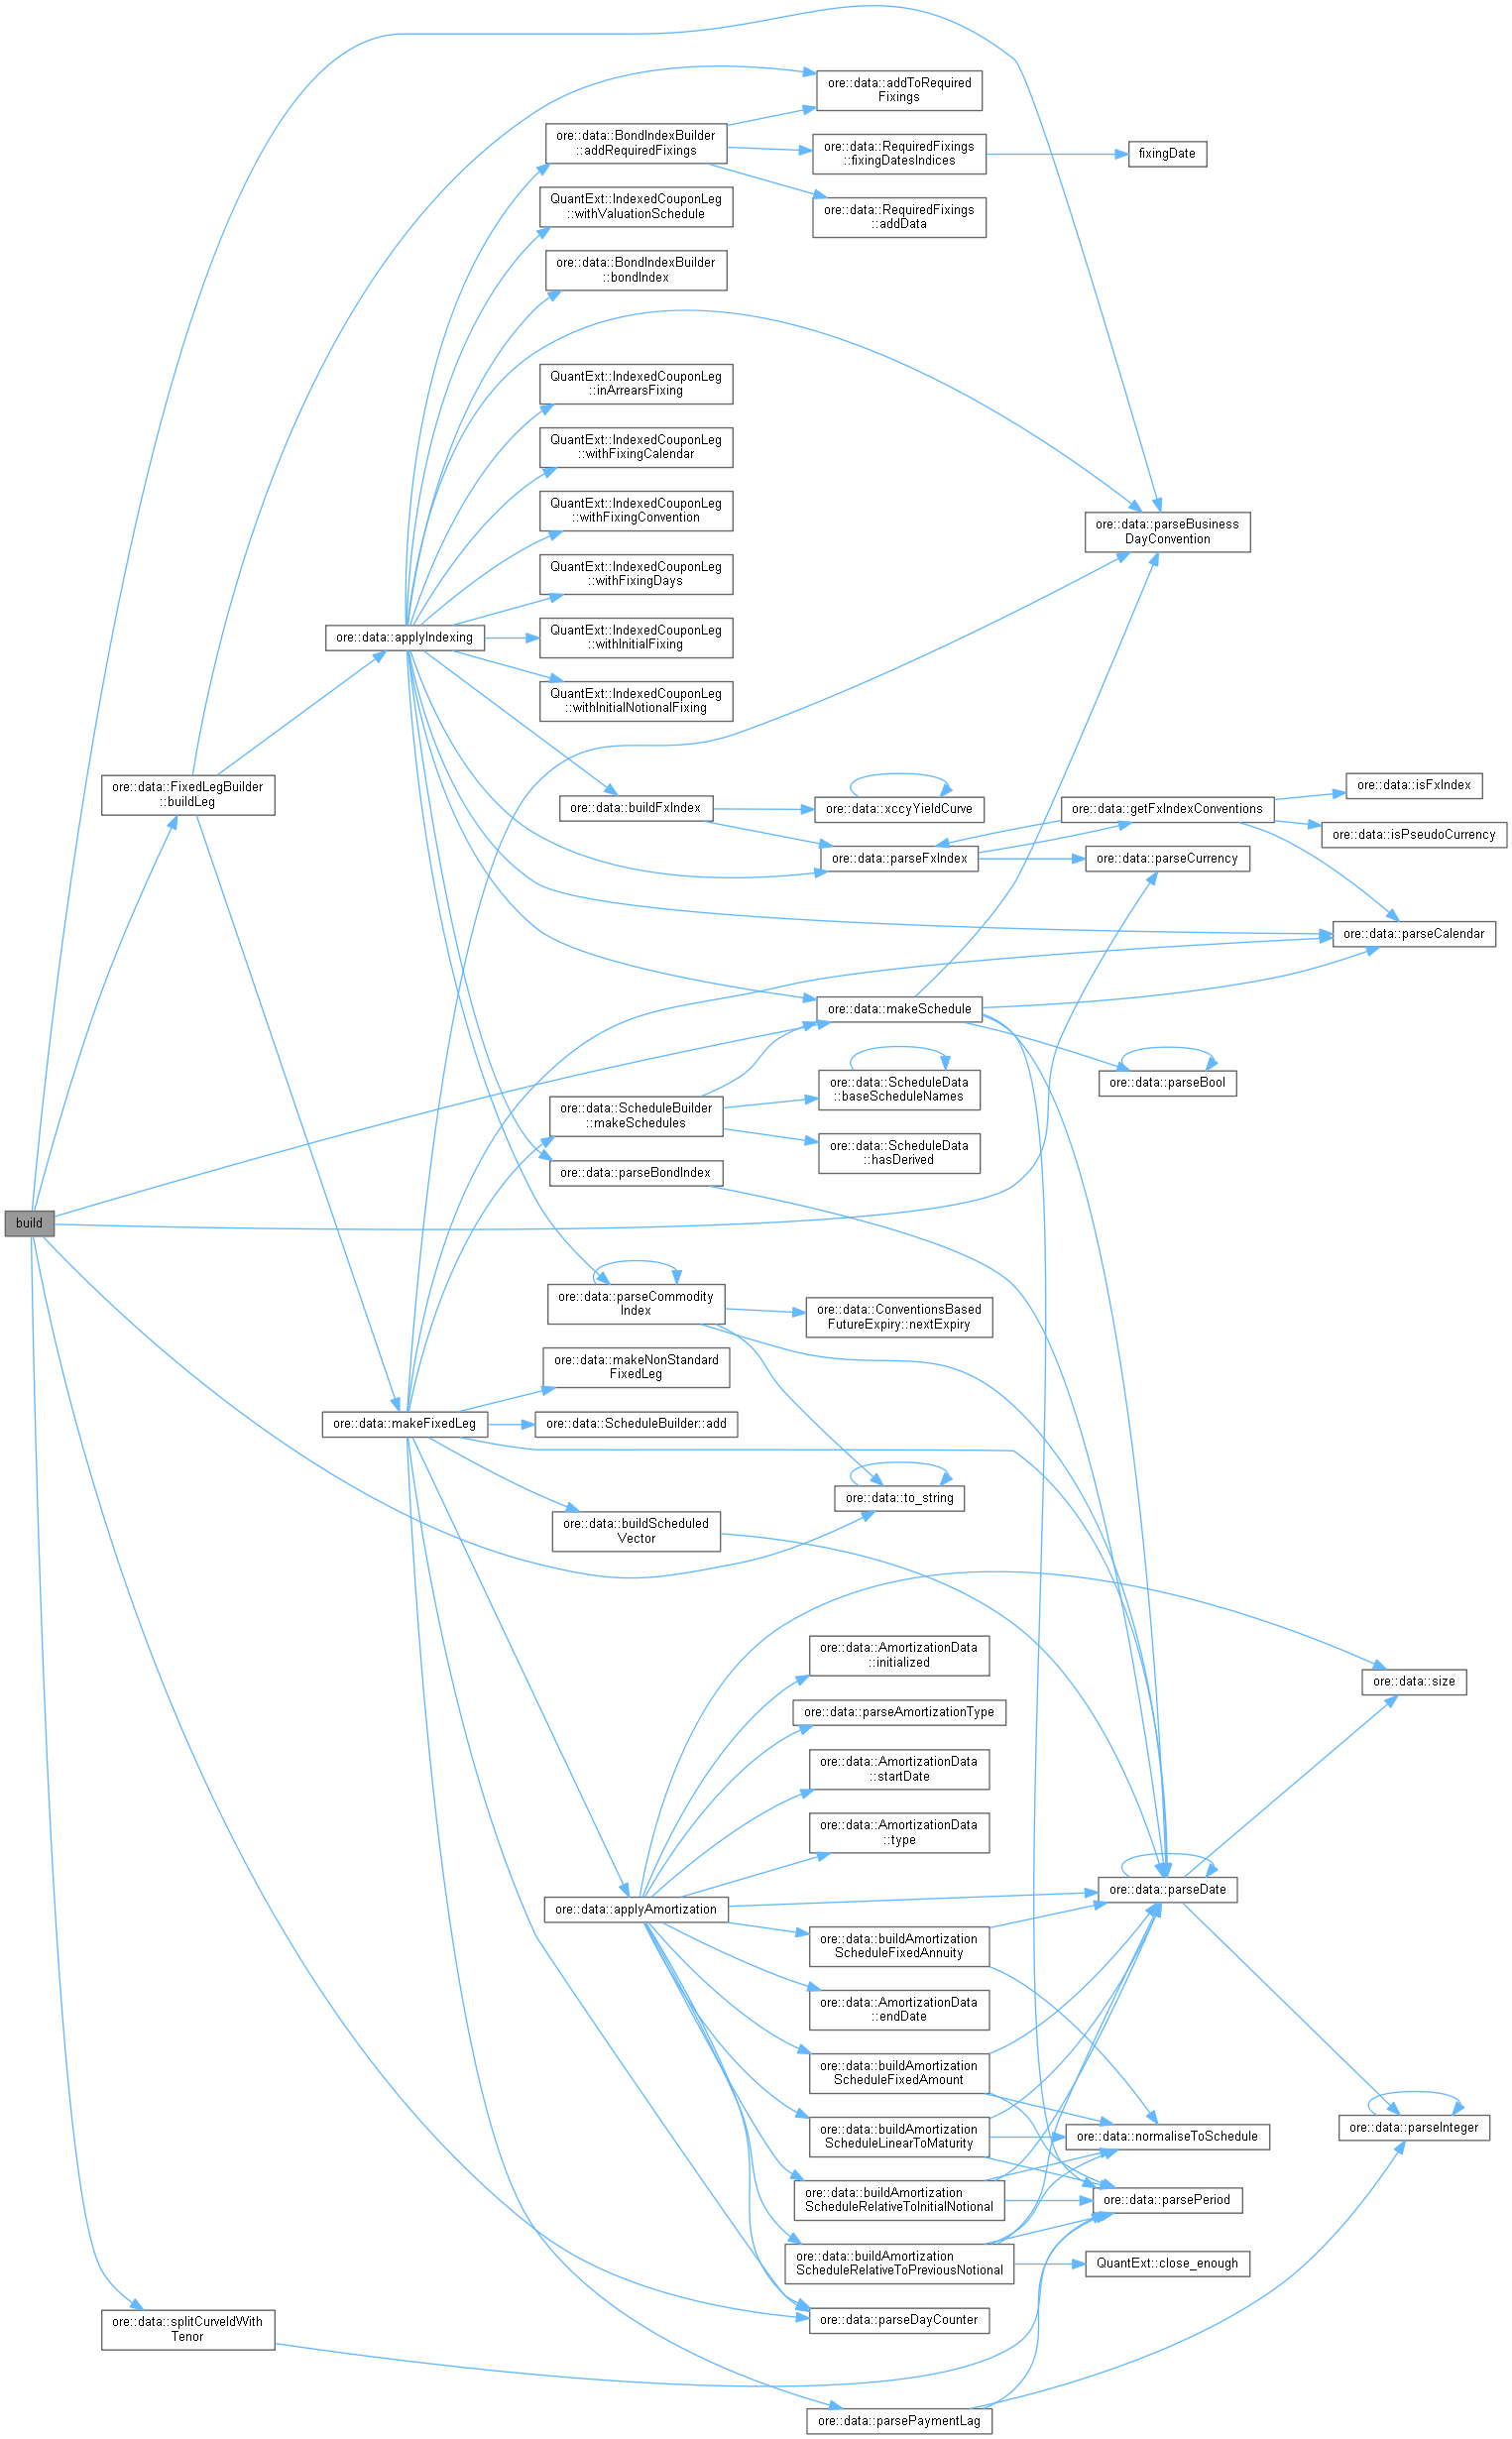 ore::data::addToRequired
Fixings
ore::data::BondIndexBuilder
::addRequiredFixings
ore::data::RequiredFixings
::fixingDatesIndices
fixingDate
QuantExt::IndexedCouponLeg
::withValuationSchedule
ore::data::RequiredFixings
::addData
ore::data::BondIndexBuilder
::bondIndex
QuantExt::IndexedCouponLeg
::inArrearsFixing
QuantExt::IndexedCouponLeg
::withFixingCalendar
QuantExt::IndexedCouponLeg
::withFixingConvention
ore::data::parseBusiness
DayConvention
QuantExt::IndexedCouponLeg
::withFixingDays
ore::data::applyIndexing
QuantExt::IndexedCouponLeg
::withInitialFixing
QuantExt::IndexedCouponLeg
::withInitialNotionalFixing
ore::data::FixedLegBuilder
::buildLeg
ore::data::buildFxIndex
ore::data::xccyYieldCurve
ore::data::getFxIndexConventions
ore::data::isFxIndex
ore::data::isPseudoCurrency
ore::data::parseFxIndex
ore::data::parseCurrency
ore::data::parseCalendar
ore::data::makeSchedule
ore::data::ScheduleData
::baseScheduleNames
ore::data::parseBool
ore::data::ScheduleBuilder
::makeSchedules
ore::data::ScheduleData
::hasDerived
ore::data::parseBondIndex
build
ore::data::parseCommodity
Index
ore::data::ConventionsBased
FutureExpiry::nextExpiry
ore::data::makeNonStandard
FixedLeg
ore::data::makeFixedLeg
ore::data::ScheduleBuilder::add
ore::data::to_string
ore::data::buildScheduled
Vector
ore::data::AmortizationData
::initialized
ore::data::size
ore::data::parseAmortizationType
ore::data::AmortizationData
::startDate
ore::data::AmortizationData
::type
ore::data::parseDate
ore::data::applyAmortization
ore::data::buildAmortization
ScheduleFixedAnnuity
ore::data::AmortizationData
::endDate
ore::data::buildAmortization
ScheduleFixedAmount
ore::data::parseInteger
ore::data::buildAmortization
ScheduleLinearToMaturity
ore::data::normaliseToSchedule
ore::data::buildAmortization
ScheduleRelativeToInitialNotional
ore::data::parsePeriod
ore::data::buildAmortization
ScheduleRelativeToPreviousNotional
QuantExt::close_enough
ore::data::splitCurveIdWith
Tenor
ore::data::parseDayCounter
ore::data::parsePaymentLag